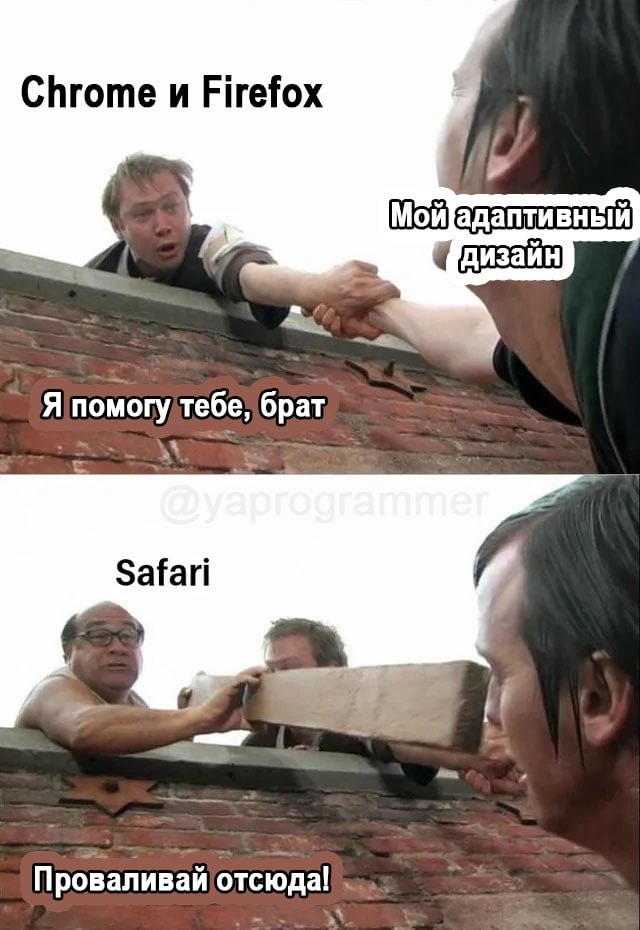 Chrome и Firefox
Мой адаптивный
дизайн
Я помогу тебе, брат
@yaprogrammer
Safari
Проваливай отсюда!